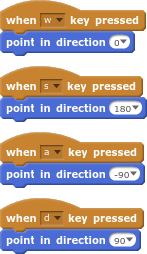 when w key pressed
point in direction 0
when s key pressed
point in direction 180
when a key pressed
point in direction -90
when d key pressed
point in direction 90